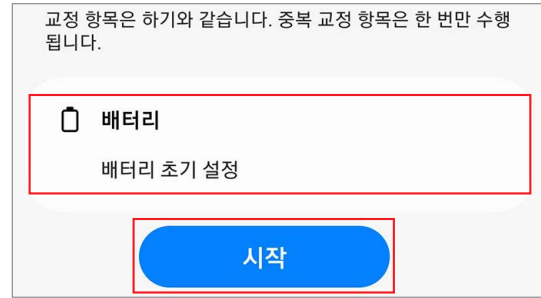 교정 항목은 하기와 같습니다. 중복 교정 항목은 한 번만 수행
됩니다.
배터리
배터리 초기 설정
시작